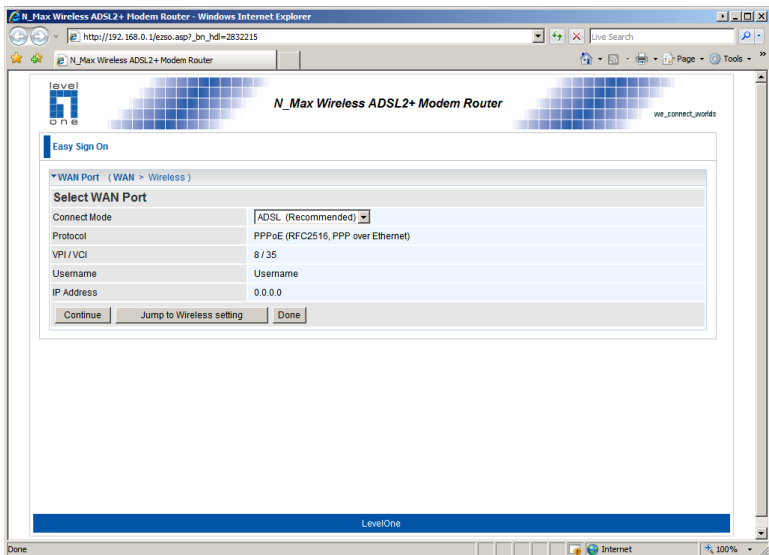 N_Max Wireless ADSL2+ Modem Router - Windows Internet Explorer
http://192.168.0.1/ezso.asp?_bn_hdl=2832215
Live Search
N_Max Wireless ADSL2+ Modem Router
Page
Tools
»
level
one
N_Max Wireless ADSL2+ Modem Router
we_connect_worlds
Easy Sign On
WAN Port ( WAN > Wireless )
Select WAN Port
Connect Mode ADSL (Recommended)
Protocol PPPoE (RFC2516, PPP over Ethernet)
VPI / VCI 8 / 35
Username Username
IP Address 0.0.0.0
Continue Jump to Wireless setting Done
LevelOne
Done Internet 100%